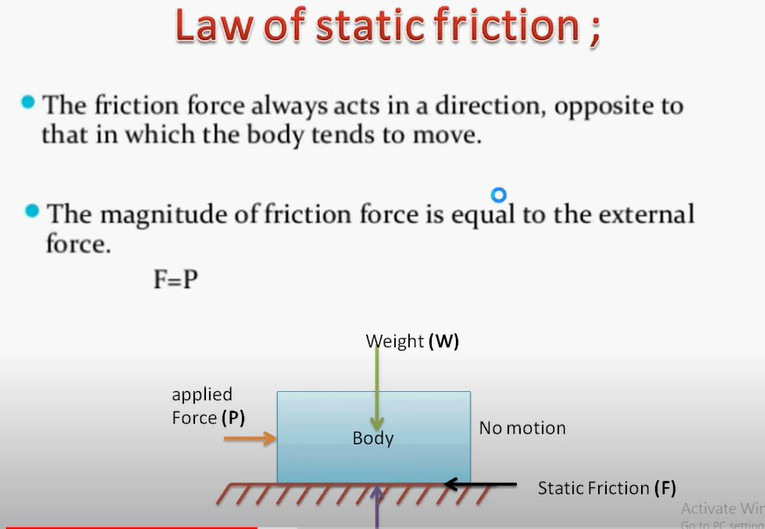 Law of static friction ;
The friction force always acts in a direction, opposite to
that in which the body tends to move.
The magnitude of friction force is equal to the external
force.
F=P
Weight (W)
applied
Force (P)
Body
No motion
Static Friction (F)
Activate Win
Go to PC setting